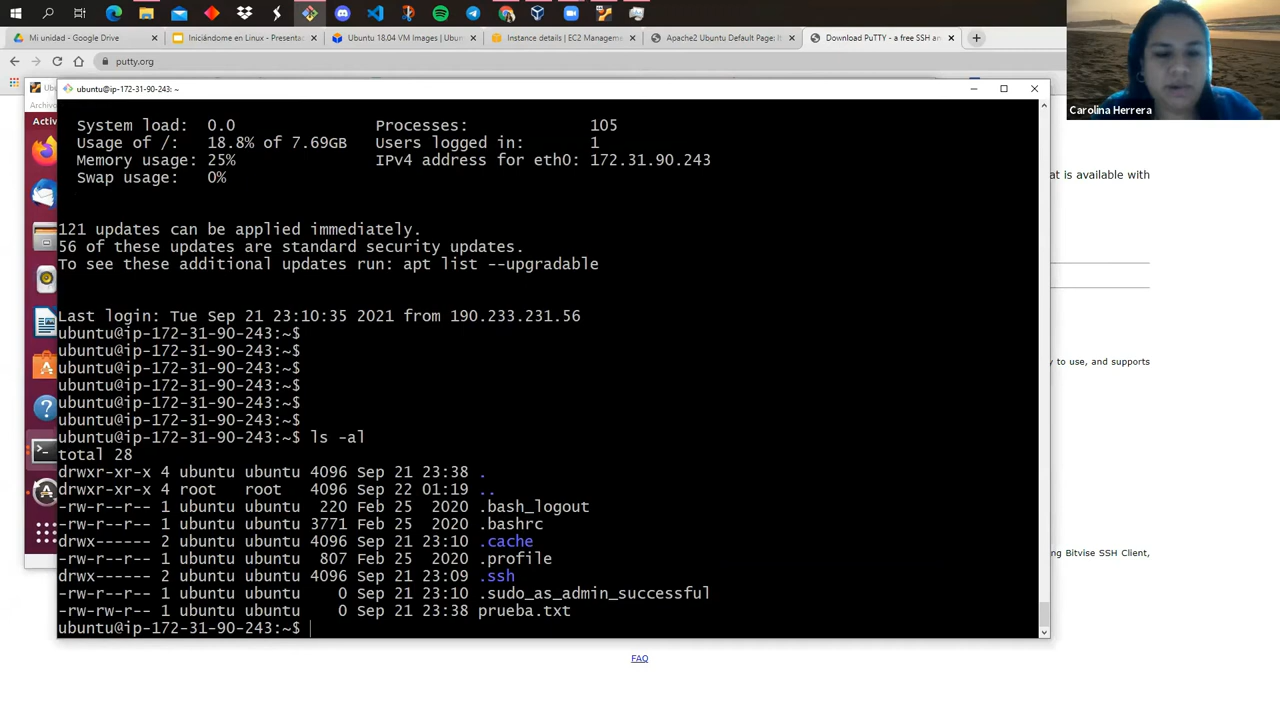 Mi unidad - Google Drive
Iniciándome en Linux - Presenta
Ubuntu 18.04 VM Images | Ubun
Instance details | EC2 Manageme
Apache2 Ubuntu Default Page: It
Download PuTTY - a free SSH an
putty.org
Carolina Herrera
Ubu
Archivo
Activ
ubuntu@ip-172-31-90-243: ~
System load: 0.0 Processes: 105
Usage of /: 18.8% of 7.69GB Users logged in: 1
Memory usage: 25% IPv4 address for eth0: 172.31.90.243
Swap usage: 0%
121 updates can be applied immediately.
56 of these updates are standard security updates.
To see these additional updates run: apt list --upgradable
Last login: Tue Sep 21 23:10:35 2021 from 190.233.231.56
ubuntu@ip-172-31-90-243:~$
ubuntu@ip-172-31-90-243:~$
ubuntu@ip-172-31-90-243:~$
ubuntu@ip-172-31-90-243:~$
ubuntu@ip-172-31-90-243:~$
ubuntu@ip-172-31-90-243:~$
ubuntu@ip-172-31-90-243:~$ ls -al
total 28
drwxr-xr-x 4 ubuntu ubuntu 4096 Sep 21 23:38 .
drwxr-xr-x 4 root root 4096 Sep 22 01:19 ..
-rw-r--r-- 1 ubuntu ubuntu 220 Feb 25 2020 .bash_logout
-rw-r--r-- 1 ubuntu ubuntu 3771 Feb 25 2020 .bashrc
drwx------ 2 ubuntu ubuntu 4096 Sep 21 23:10 .cache
-rw-r--r-- 1 ubuntu ubuntu 807 Feb 25 2020 .profile
drwx------ 2 ubuntu ubuntu 4096 Sep 21 23:09 .ssh
-rw-r--r-- 1 ubuntu ubuntu 0 Sep 21 23:10 .sudo_as_admin_successful
-rw-rw-r-- 1 ubuntu ubuntu 0 Sep 21 23:38 prueba.txt
ubuntu@ip-172-31-90-243:~$
at is available with
y to use, and supports
ng Bitvise SSH Client,
FAQ